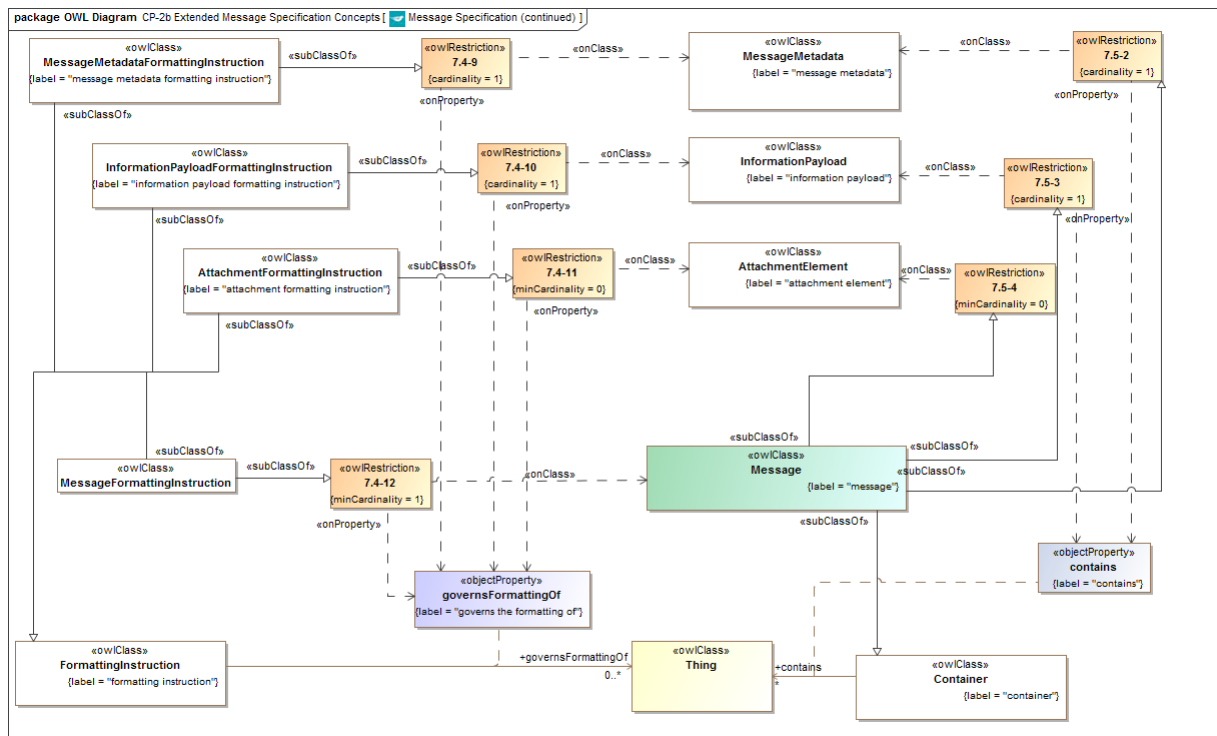 package OWL Diagram CP-2b Extended Message Specification Concepts [ Message Specification (continued) ]
«owlClass»
MessageMetadataFormattingInstruction
{label = "message metadata formatting instruction"}
«subClassOf»
«subClassOf»
«owlRestriction»
7.4-9
{cardinality = 1}
«onProperty»
«onClass»
«owlClass»
MessageMetadata
{label = "message metadata"}
«onClass»
«owlRestriction»
7.5-2
{cardinality = 1}
«onProperty»
«owlClass»
InformationPayloadFormattingInstruction
{label = "information payload formatting instruction"}
«subClassOf»
«subClassOf»
«owlRestriction»
7.4-10
{cardinality = 1}
«onProperty»
«onClass»
«owlClass»
InformationPayload
{label = "information payload"}
«onClass»
«owlRestriction»
7.5-3
{cardinality = 1}
«onProperty»
«owlClass»
AttachmentFormattingInstruction
{label = "attachment formatting instruction"}
«subClassOf»
«subClassOf»
«owlRestriction»
7.4-11
{minCardinality = 0}
«onProperty»
«onClass»
«owlClass»
AttachmentElement
{label = "attachment element"}
«onClass»
«owlRestriction»
7.5-4
{minCardinality = 0}
«subClassOf»
«owlClass»
MessageFormattingInstruction
«subClassOf»
«owlRestriction»
7.4-12
{minCardinality = 1}
«onProperty»
«onClass»
«subClassOf»
«subClassOf»
«subClassOf»
«owlClass»
Message
{label = "message"}
«subClassOf»
«objectProperty»
governsFormattingOf
{label = "governs the formatting of"}
«objectProperty»
contains
{label = "contains"}
«owlClass»
FormattingInstruction
{label = "formatting instruction"}
+governsFormattingOf
0..*
«owlClass»
Thing
+contains
*
«owlClass»
Container
{label = "container"}